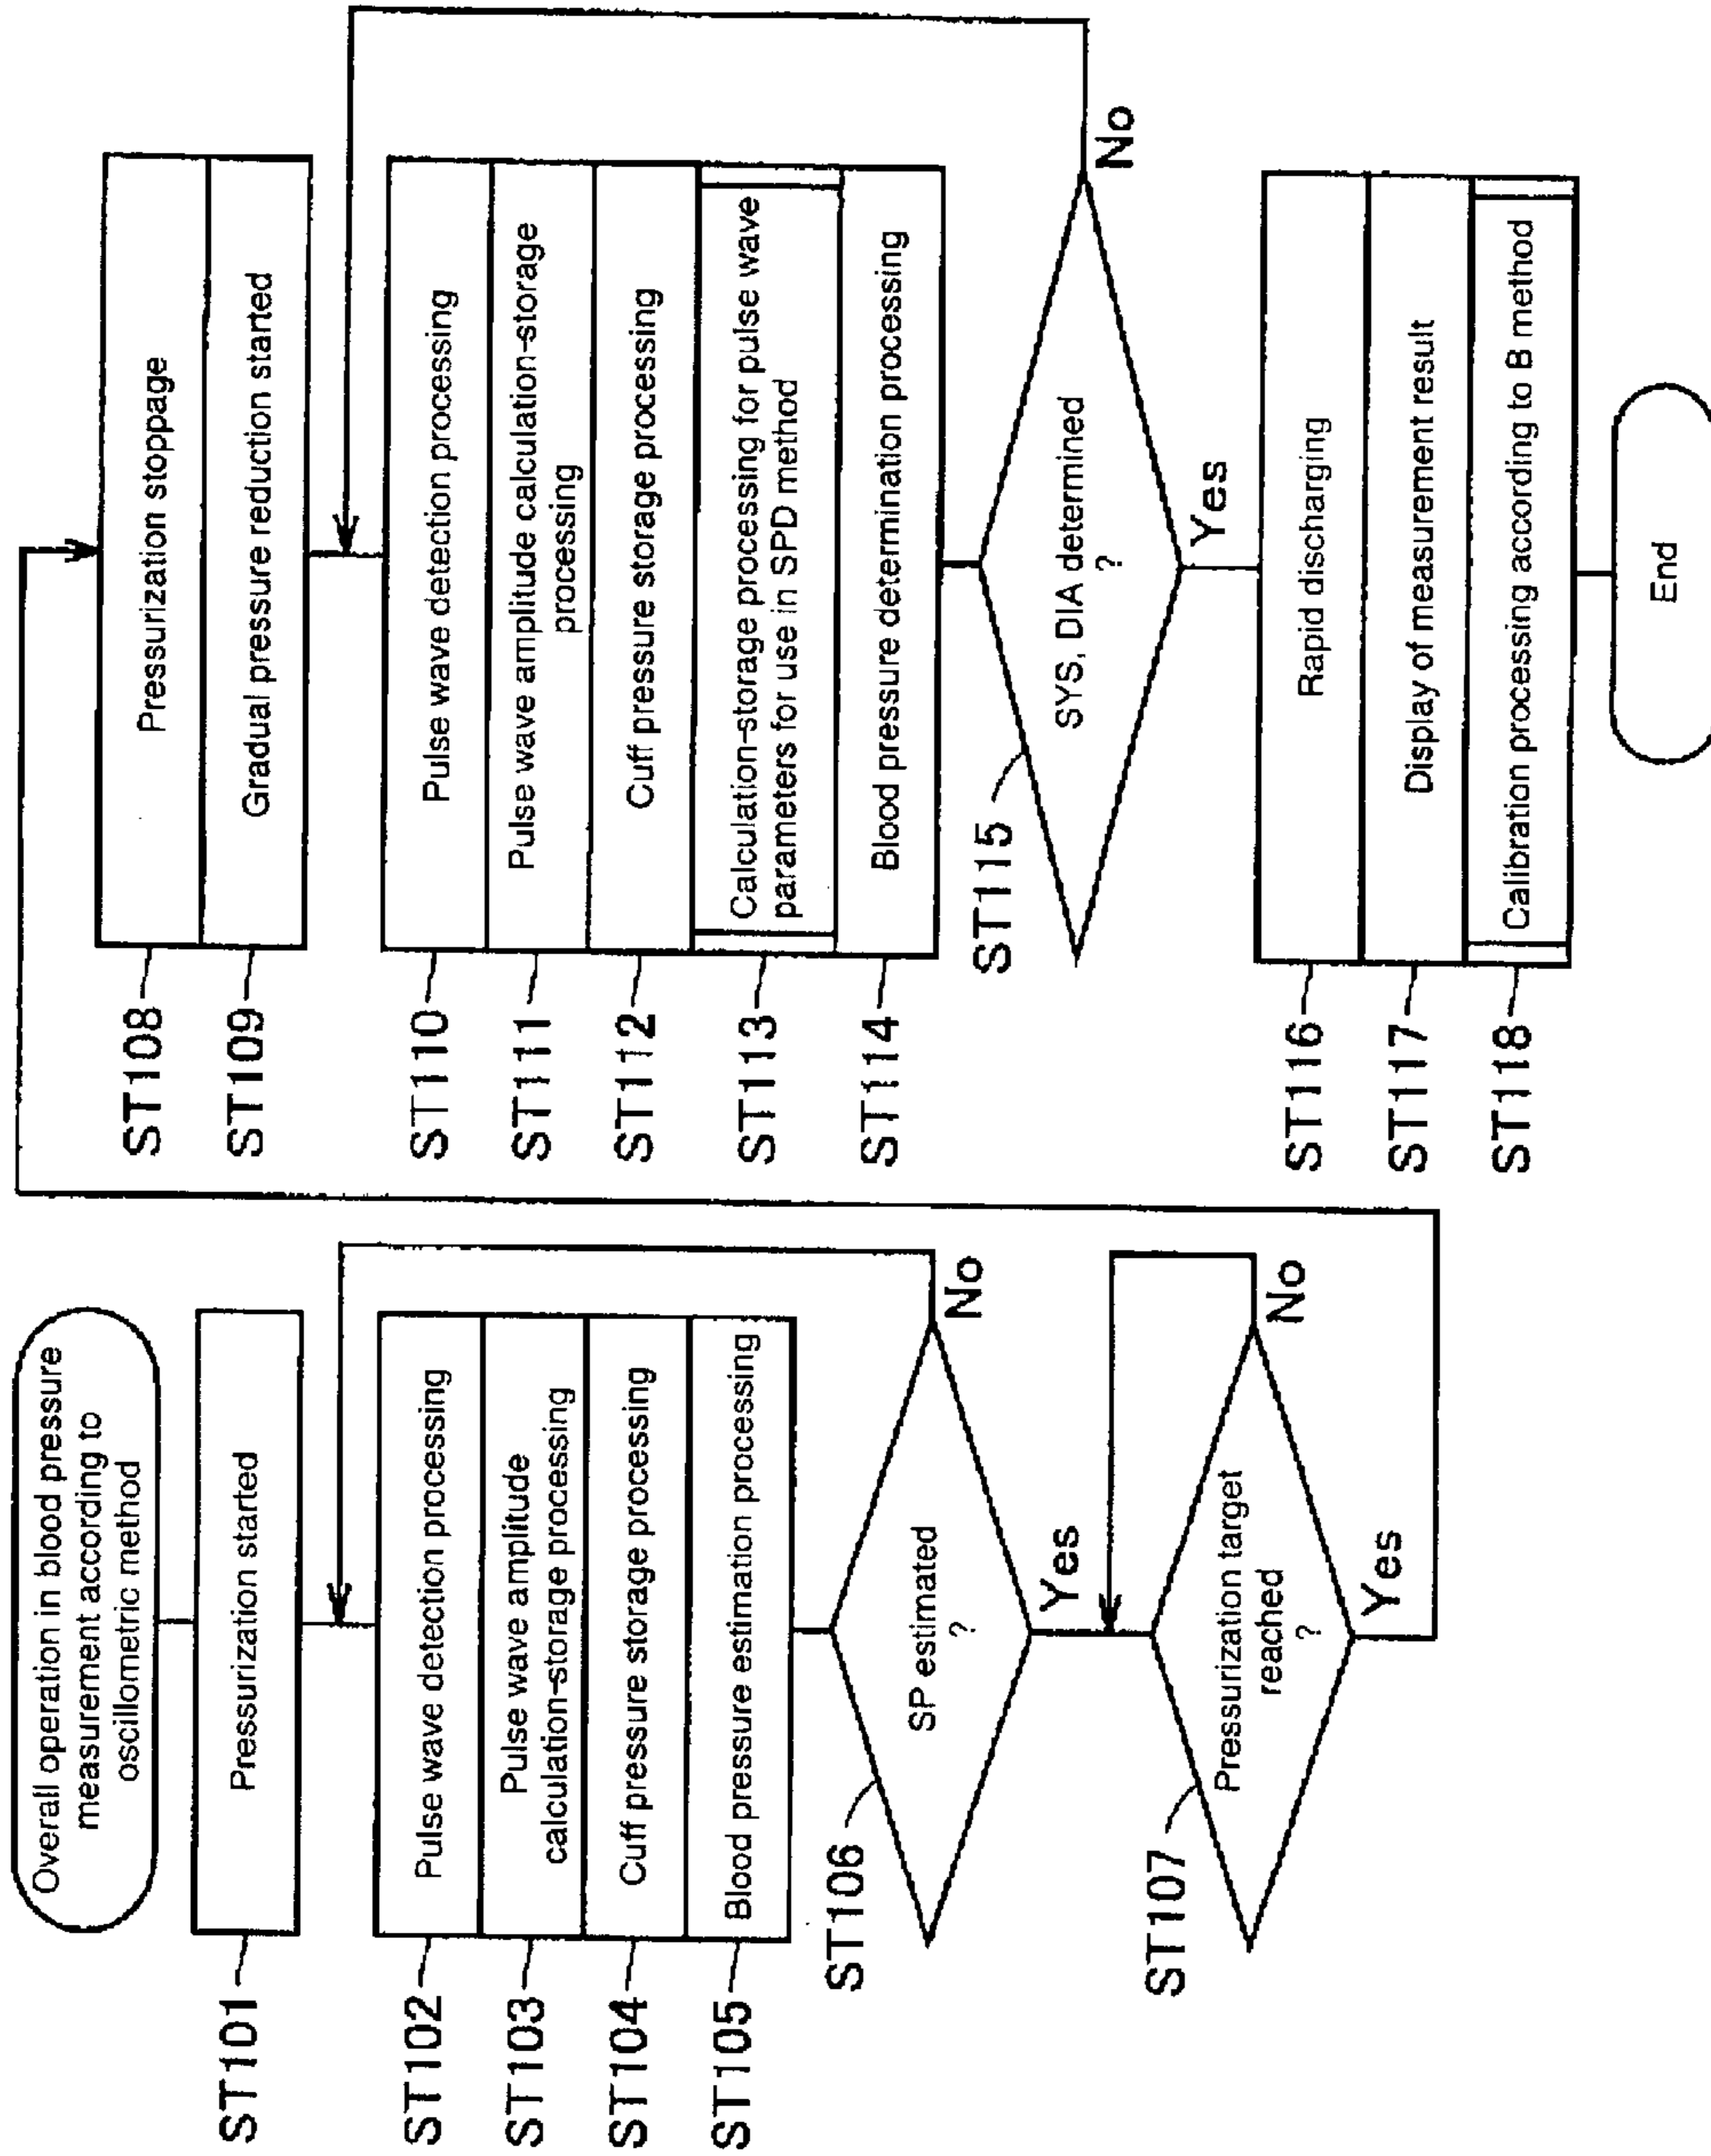 Overall operation in blood pressure
measurement according to
oscillometric method
ST101
Pressurization started
ST102
Pulse wave detection processing
ST103
Pulse wave amplitude
calculation-storage processing
ST104
Cuff pressure storage processing
ST105
Blood pressure estimation processing
ST106
SP estimated
?
No
Yes
ST107
Pressurization target
reached
?
No
Yes
ST108
Pressurization stoppage
ST109
Gradual pressure reduction started
ST110
Pulse wave detection processing
ST111
Pulse wave amplitude calculation-storage
processing
ST112
Cuff pressure storage processing
ST113
Calculation-storage processing for pulse wave
parameters for use in SPD method
ST114
Blood pressure determination processing
ST115
SYS, DIA determined
?
No
Yes
ST116
Rapid discharging
ST117
Display of measurement result
ST118
Calibration processing according to B method
End